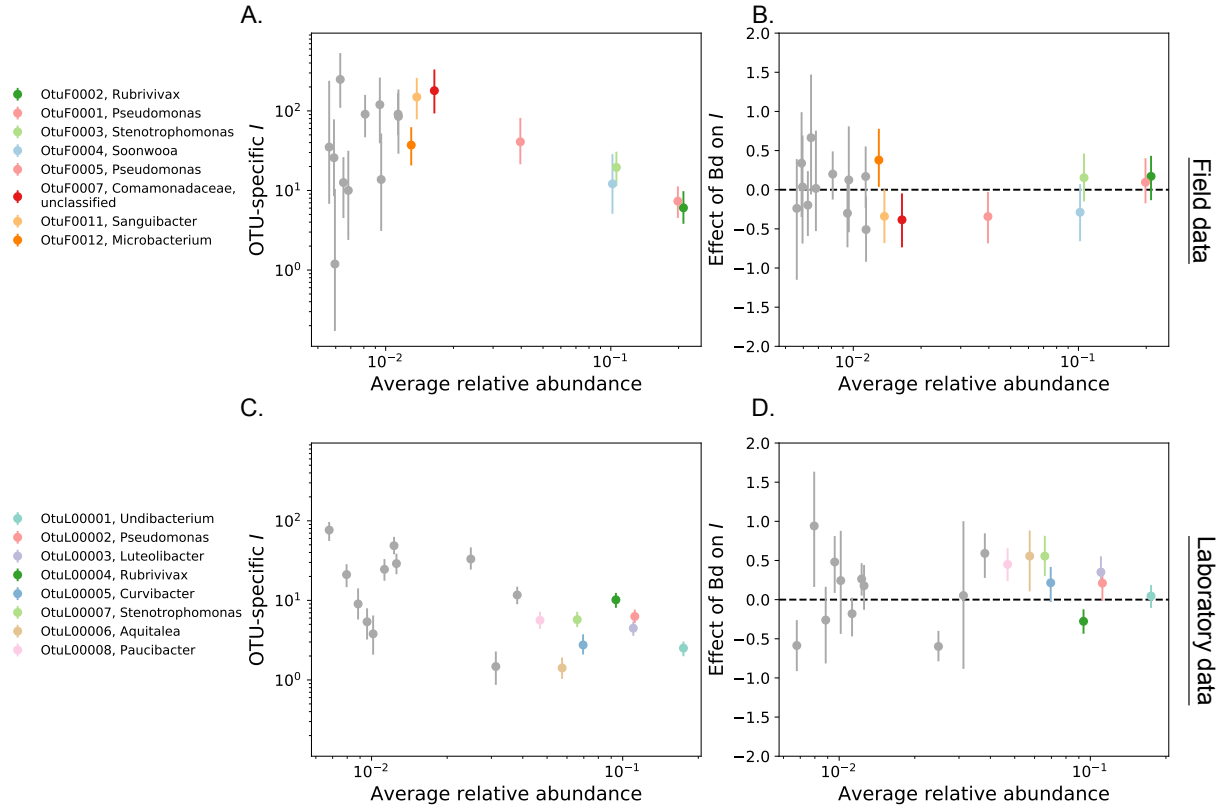 A.
B.
OtuF0002, Rubrivivax
OtuF0001, Pseudomonas
OtuF0003, Stenotrophomonas
OtuF0004, Soonwooa
OtuF0005, Pseudomonas
OtuF0007, Comamonadaceae,
unclassified
OtuF0011, Sanguibacter
OtuF0012, Microbacterium
OTU-specific I
10²
10¹
10⁰
10⁻²
10⁻¹
Average relative abundance
Effect of Bd on I
2.0
1.5
1.0
0.5
0.0
−0.5
−1.0
−1.5
−2.0
10⁻²
10⁻¹
Average relative abundance
Field data
C.
D.
OtuL00001, Undibacterium
OtuL00002, Pseudomonas
OtuL00003, Luteolibacter
OtuL00004, Rubrivivax
OtuL00005, Curvibacter
OtuL00007, Stenotrophomonas
OtuL00006, Aquitalea
OtuL00008, Paucibacter
OTU-specific I
10²
10¹
10⁰
10⁻²
10⁻¹
Average relative abundance
Effect of Bd on I
2.0
1.5
1.0
0.5
0.0
−0.5
−1.0
−1.5
−2.0
10⁻²
10⁻¹
Average relative abundance
Laboratory data